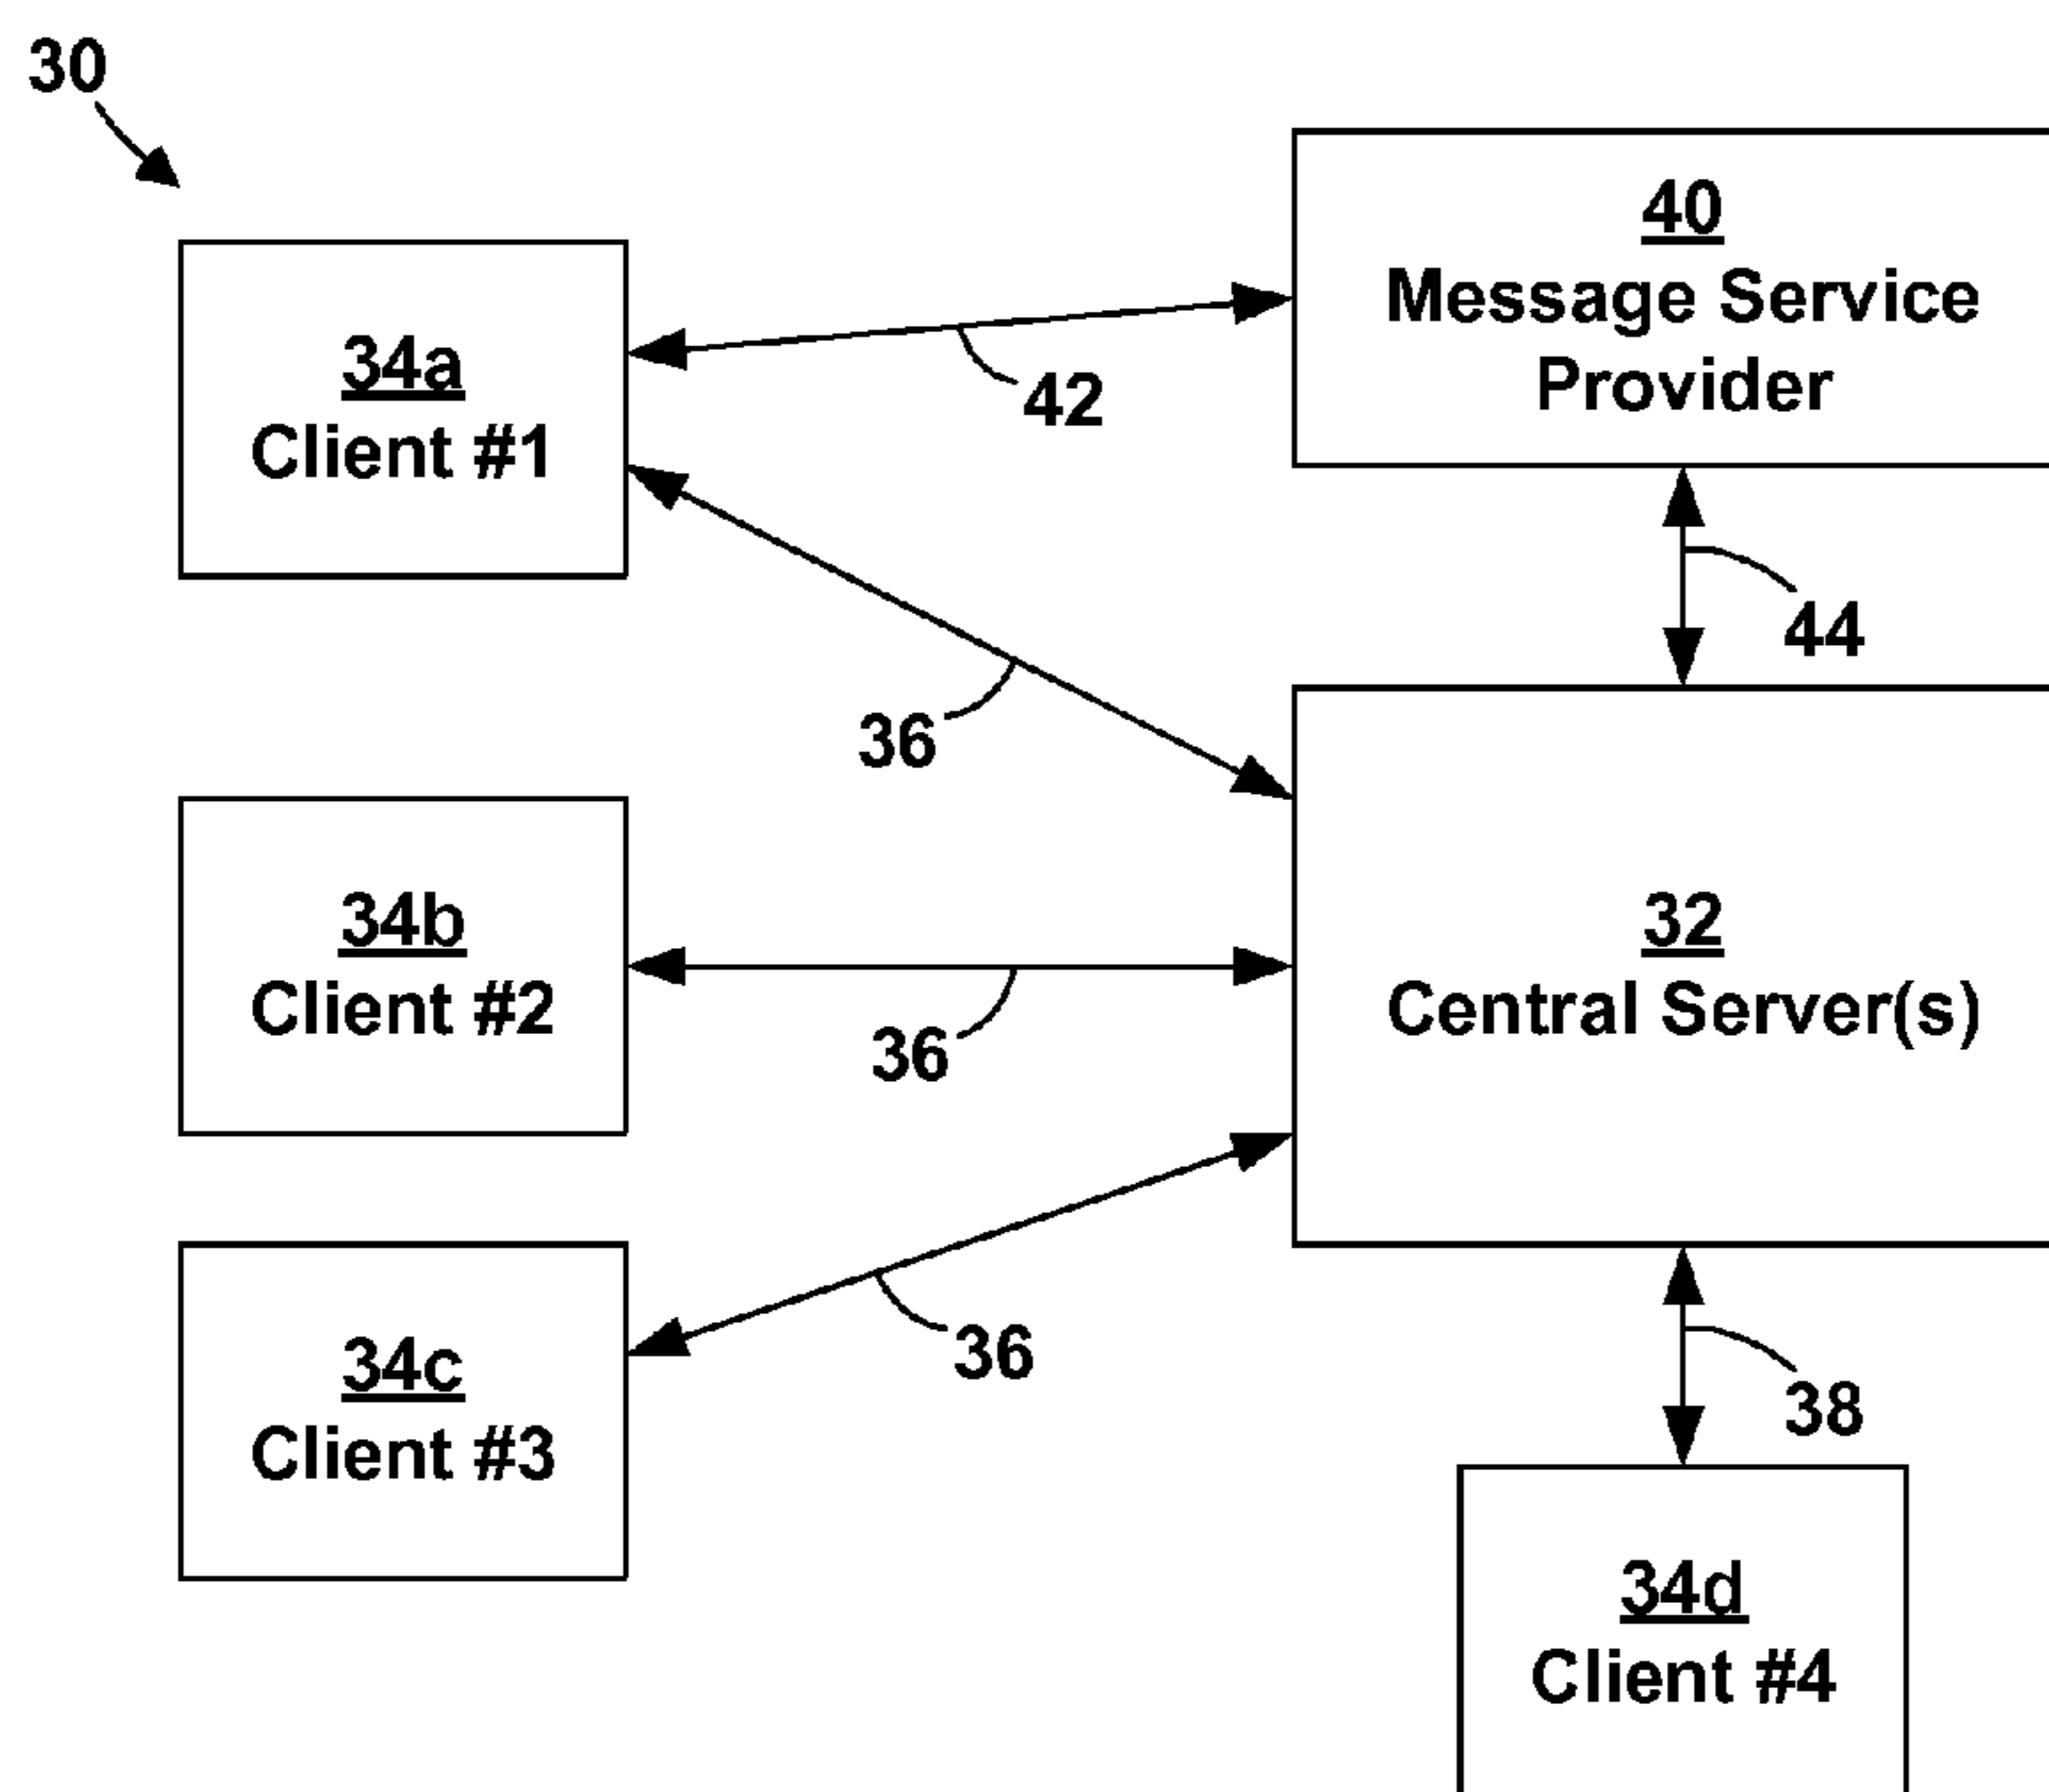 30
40
Message Service
Provider
34a
Client #1
42
44
36
34b
Client #2
32
Central Server(s)
36
34c
Client #3
36
38
34d
Client #4